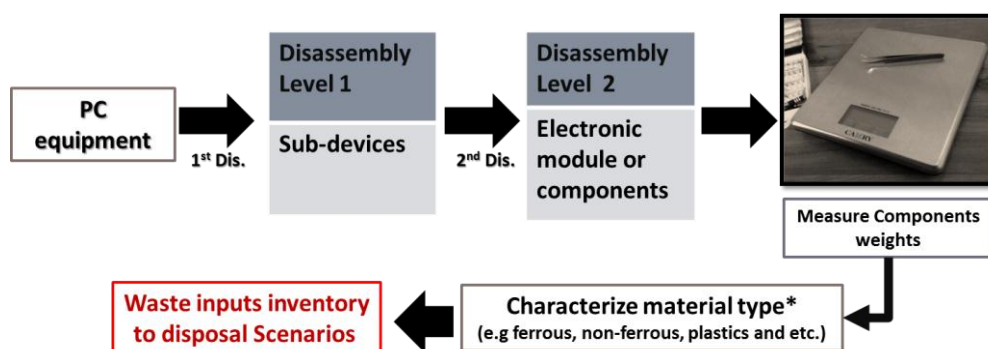 PC
equipment
1st Dis.
Disassembly
Level 1
Sub-devices
2nd Dis.
Disassembly
Level 2
Electronic
module or
components
CAMRY
Measure Components
weights
Characterize material type*
(e.g ferrous, non-ferrous, plastics and etc.)
Waste inputs inventory
to disposal Scenarios